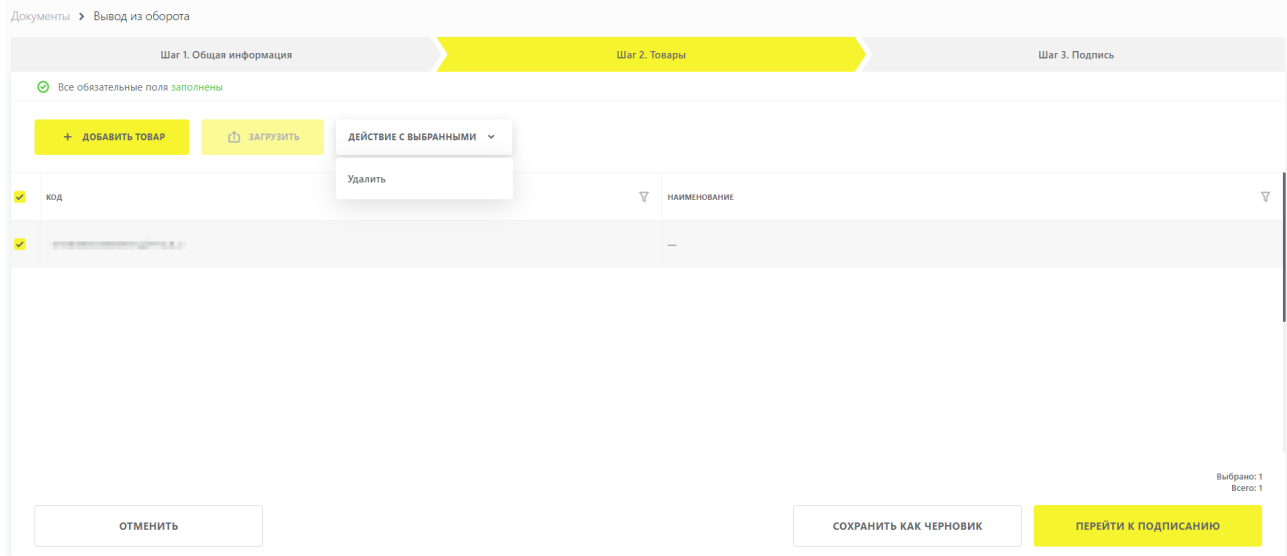 Документы > Вывод из оборота
Шаг 1. Общая информация
Шаг 2. Товары
Шаг 3. Подпись
Все обязательные поля заполнены
+ ДОБАВИТЬ ТОВАР
ЗАГРУЗИТЬ
ДЕЙСТВИЕ С ВЫБРАННЫМИ
Удалить
КОД
НАИМЕНОВАНИЕ
—
Выбрано: 1
Всего: 1
ОТМЕНИТЬ
СОХРАНИТЬ КАК ЧЕРНОВИК
ПЕРЕЙТИ К ПОДПИСАНИЮ